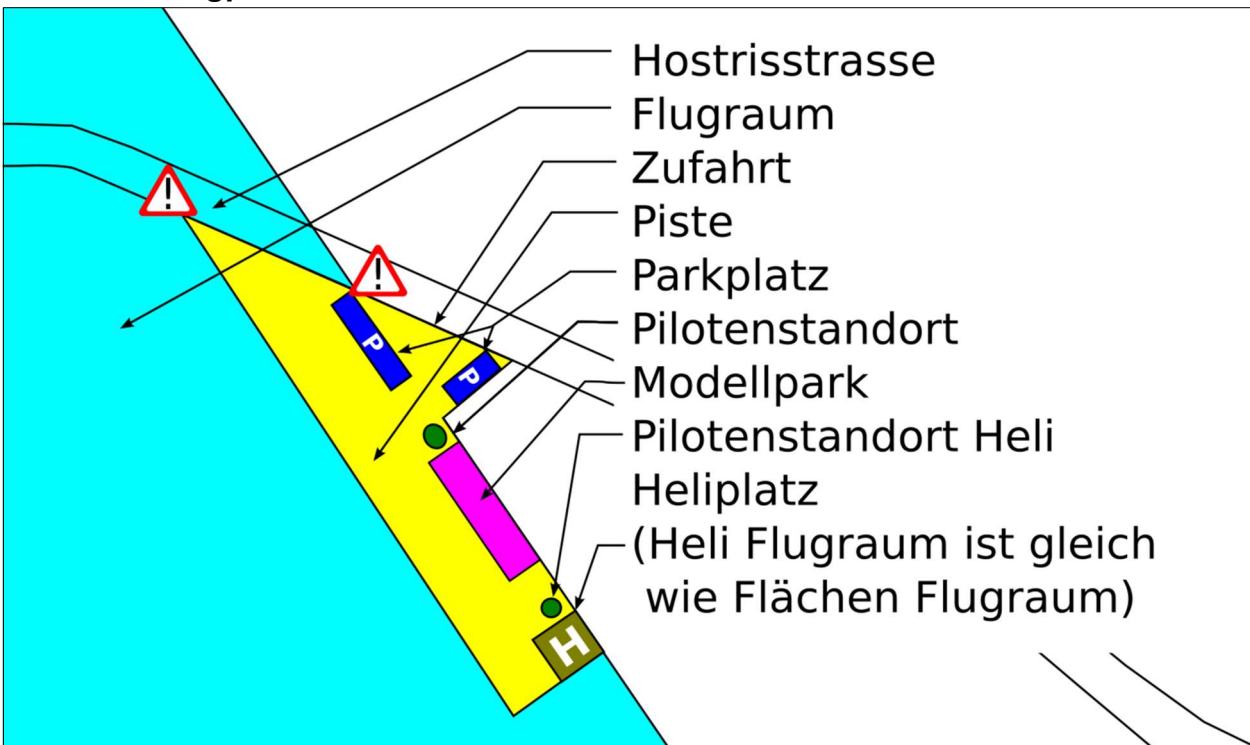 Hostrisstrasse
Flugraum
Zufahrt
Piste
Parkplatz
Pilotenstandort
Modellpark
Pilotenstandort Heli
Heliplatz
(Heli Flugraum ist gleich
wie Flächen Flugraum)
!
!
P
P
H